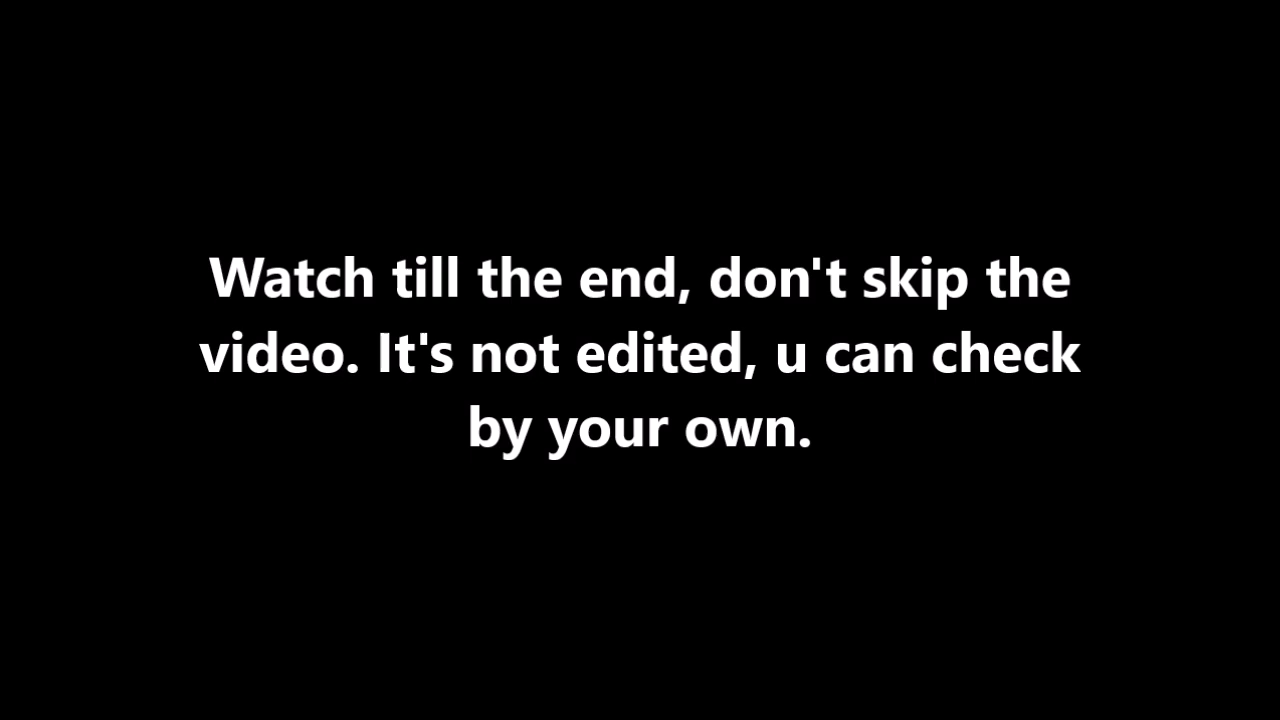 Watch till the end, don't skip the
video. It's not edited, u can check
by your own.